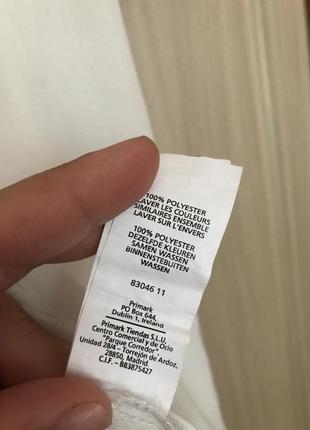 100% POLYESTER
LAVER LES COULEURS
SIMILAIRES ENSEMBLE
LAVER SUR L'ENVERS
100% POLYESTER
DEZELFDE KLEUREN
SAMEN WASSEN
BINNENSTEBUITEN
WASSEN
83046 11
Primark
PO Box 644,
Dublin 1, Ireland
Primark Tiendas S.L.U.
Centro Comercial y de Ocio
"Parque Corredor"
Unidad 28/4 - Torrejón de Ardoz,
28850, Madrid.
C.I.F. - B83875427